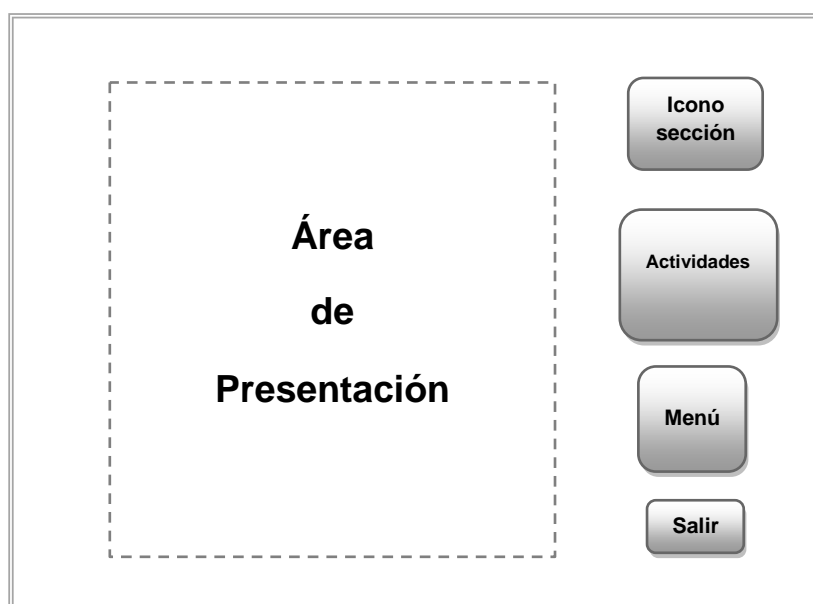 Área
de
Presentación
Icono
sección
Actividades
Menú
Salir